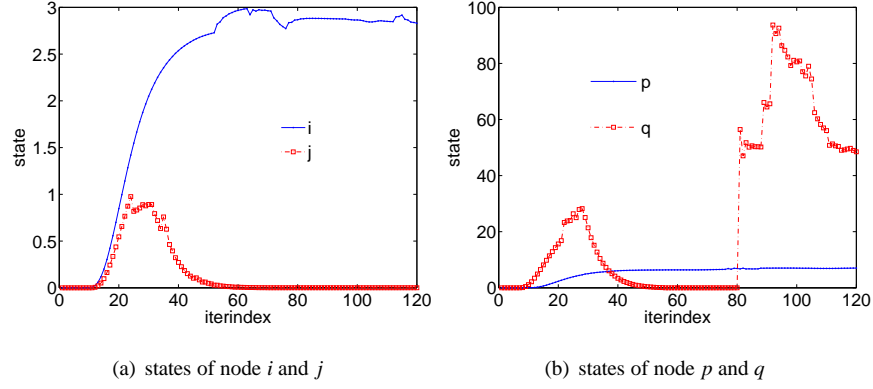 3
2.5
2
1.5
1
0.5
0
0 20 40 60 80 100 120
iterindex
state
i
j
(a) states of node i and j
100
80
60
40
20
0
0 20 40 60 80 100 120
iterindex
state
p
q
(b) states of node p and q